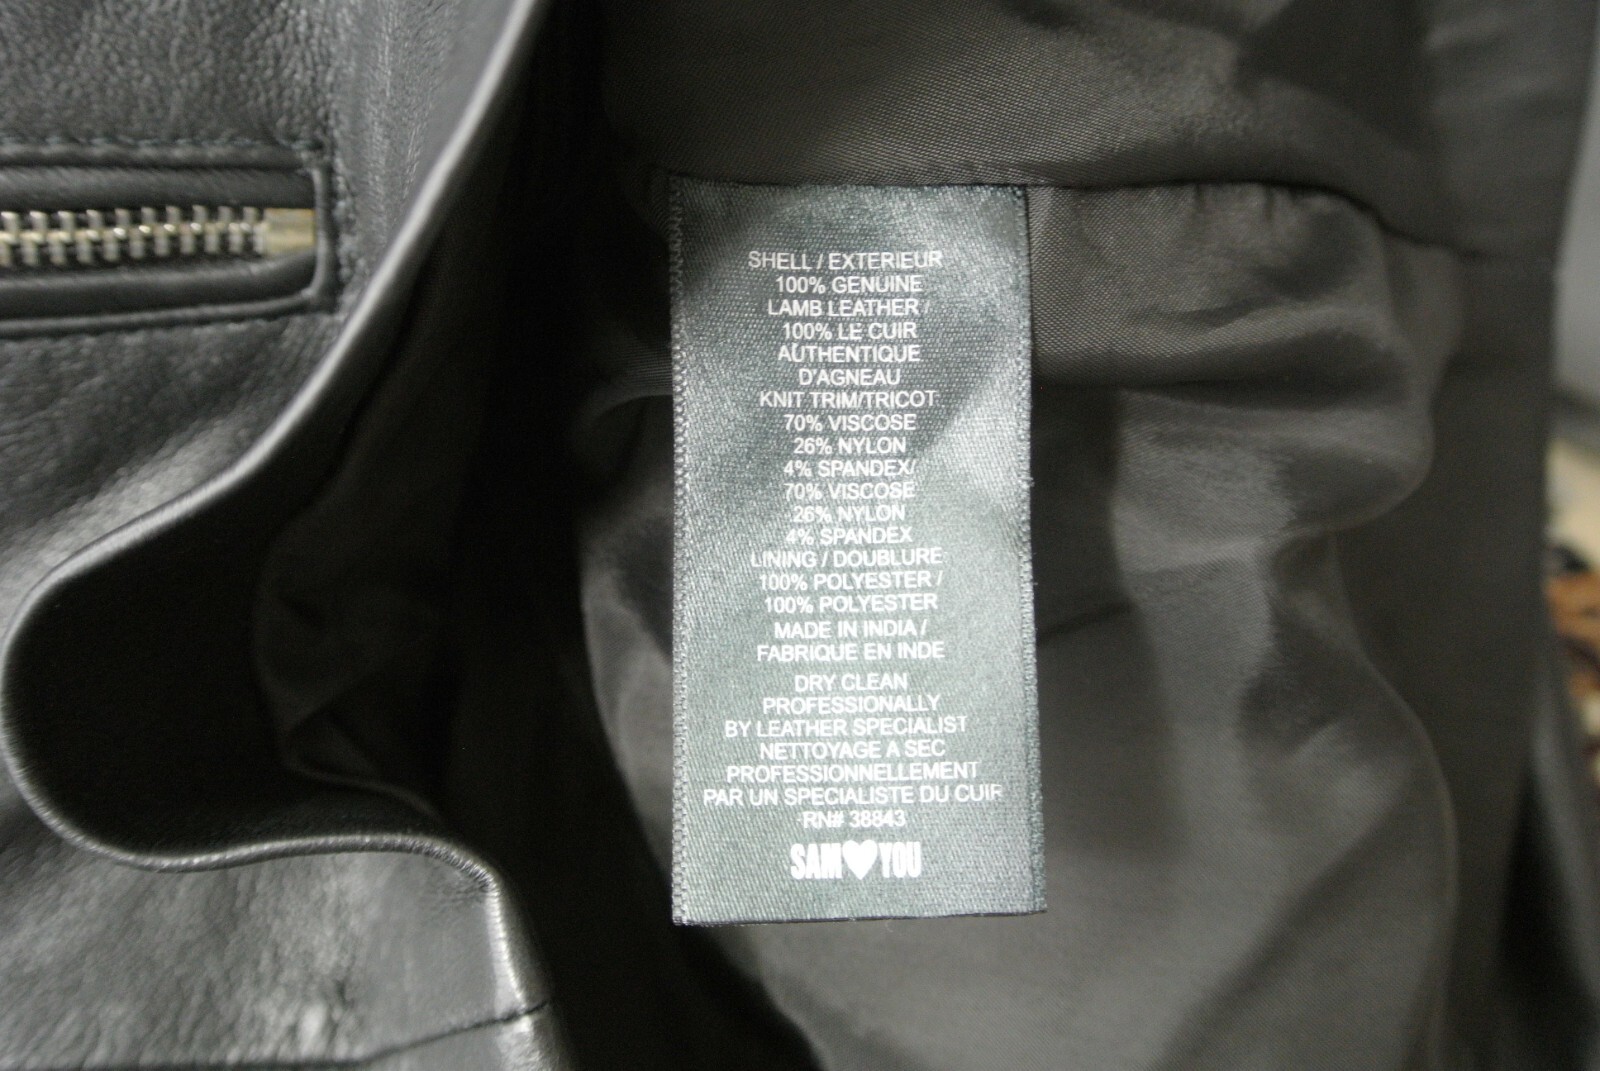 SHELL / EXTERIEUR
100% GENUINE
LAMB LEATHER /
100% LE CUIR
AUTHENTIQUE
D'AGNEAU
KNIT TRIM/TRICOT
70% VISCOSE
26% NYLON
4% SPANDEX/
70% VISCOSE
26% NYLON
4% SPANDEX
LINING / DOUBLURE
100% POLYESTER /
100% POLYESTER
MADE IN INDIA /
FABRIQUE EN INDE
DRY CLEAN
PROFESSIONALLY
BY LEATHER SPECIALIST
NETTOYAGE A SEC
PROFESSIONNELLEMENT
PAR UN SPECIALISTE DU CUIR
RN# 38843
SAM♥YOU